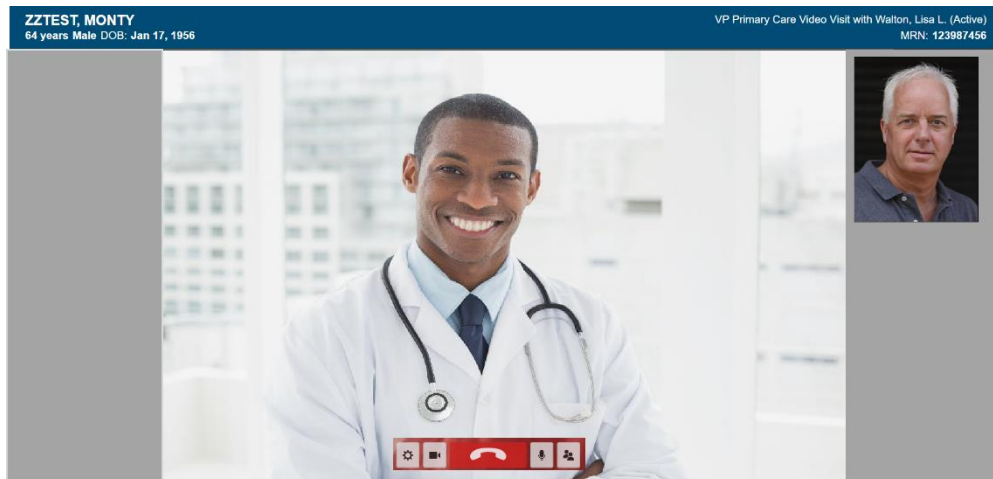 ZZTEST, MONTY
64 years Male DOB: Jan 17, 1956
VP Primary Care Video Visit with Walton, Lisa L. (Active)
MRN: 123987456